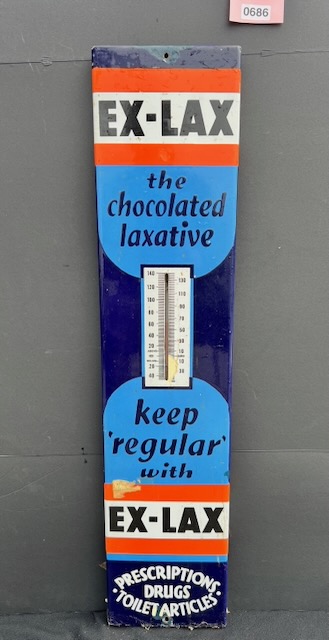 0686
EX-LAX
the
chocolated
laxative
keep
'regular'
with
EX-LAX
PRESCRIPTIONS
DRUGS
TOILET ARTICLES